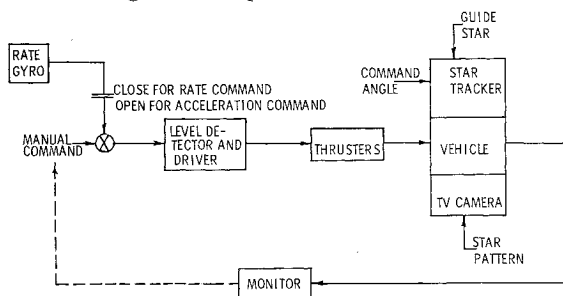 GUIDE
STAR
RATE
GYRO
CLOSE FOR RATE COMMAND
OPEN FOR ACCELERATION COMMAND
COMMAND
ANGLE
STAR
TRACKER
MANUAL
COMMAND
X
LEVEL DE-
TECTOR AND
DRIVER
THRUSTERS
VEHICLE
TV CAMERA
STAR
PATTERN
MONITOR